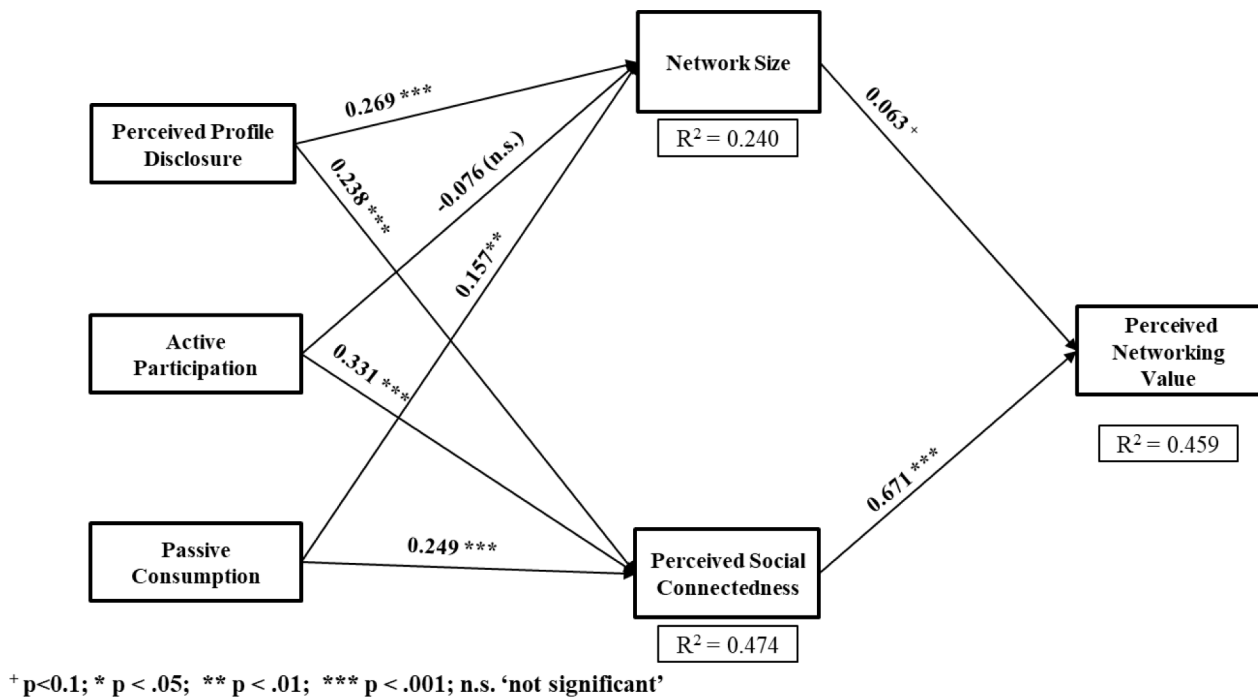 Network Size
R² = 0.240
0.269 ***
0.063 +
Perceived Profile
Disclosure
-0.076 (n.s.)
0.238 ***
0.157**
Active
Participation
Perceived
Networking
Value
0.331 ***
R² = 0.459
0.671 ***
Passive
Consumption
0.249 ***
Perceived Social
Connectedness
R² = 0.474
+ p<0.1; * p < .05; ** p < .01; *** p < .001; n.s. ‘not significant’